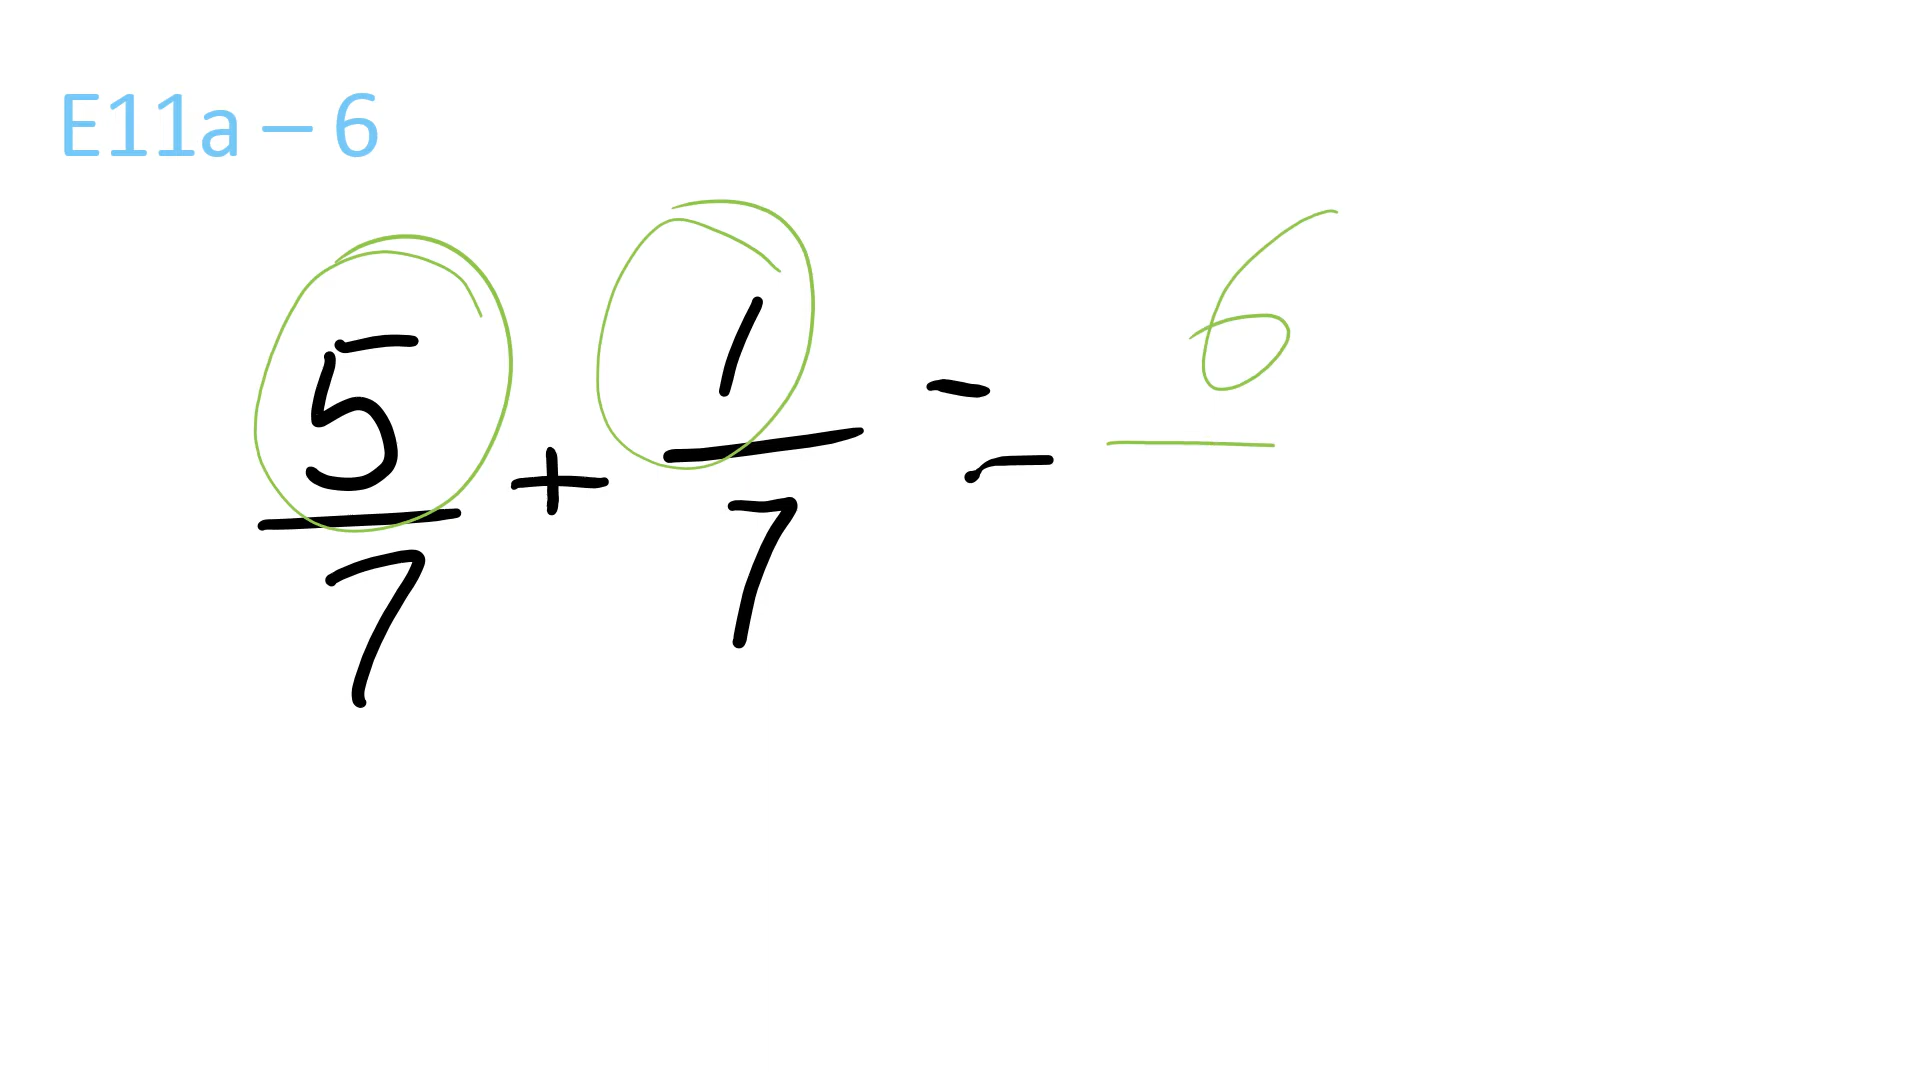 E11a – 6
5/7 + 1/7 = 6/